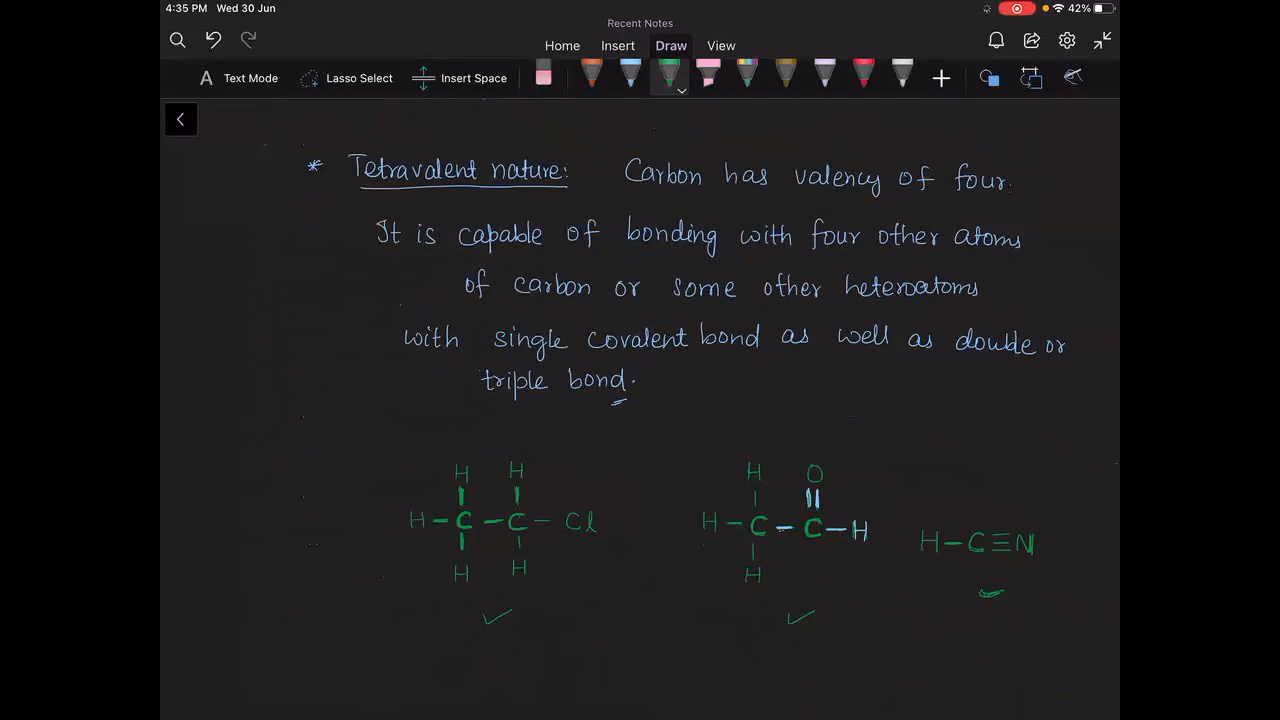 4:35 PM Wed 30 Jun
42%
Recent Notes
Home Insert Draw View
Text Mode Lasso Select Insert Space
* Tetravalent nature: Carbon has valency of four.
It is capable of bonding with four other atoms
of carbon or some other heteroatoms
with single covalent bond as well as double or
triple bond.
H H
H-C-C-Cl
H H
H O
H-C-C-H
H
H-C≡N